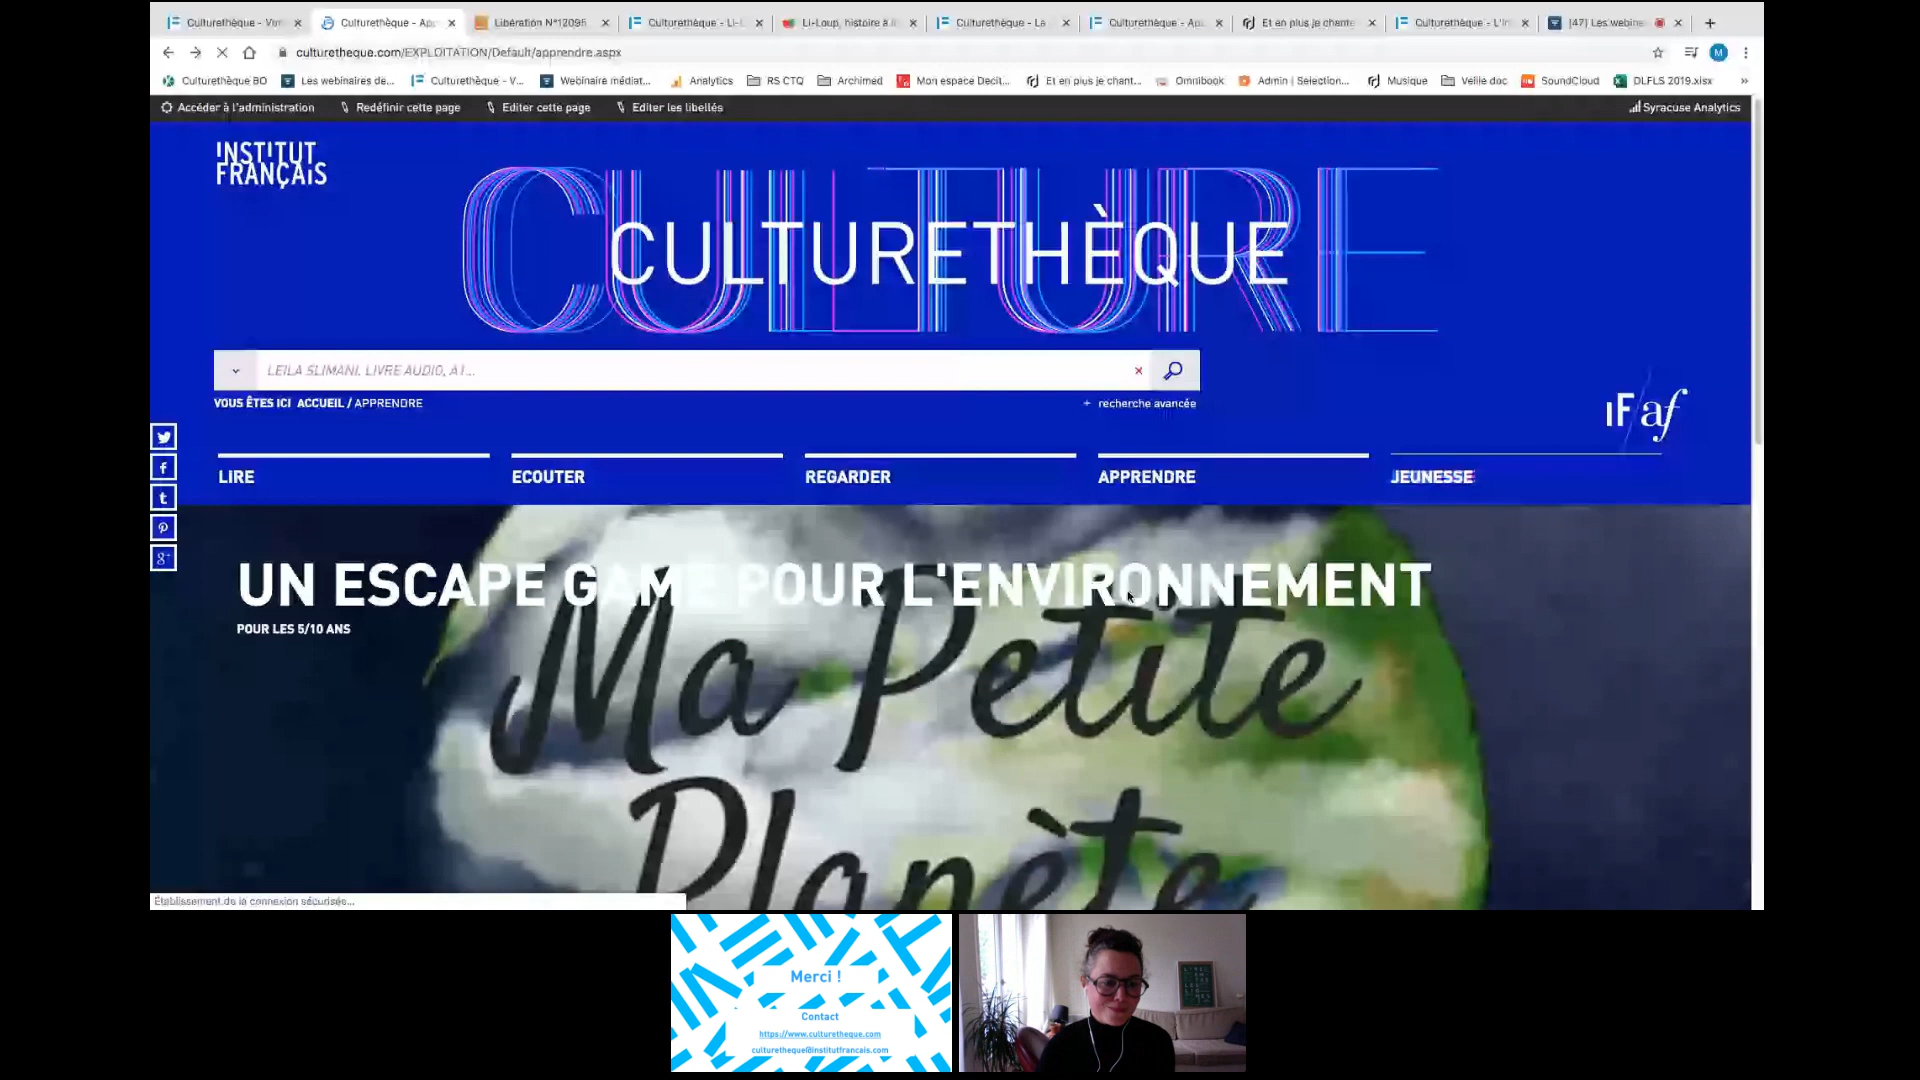 Culturethèque - Vi
Culturethèque - Ap
Libération N°12095
Culturethèque - Li-L
Li-Loup, histoire à
Culturethèque - La
Culturethèque - Ap
Et en plus je chante
Culturethèque - L'i
[47] Les webinai
culturetheque.com/EXPLOITATION/Default/apprendre.aspx
M
Culturethèque BO
Les webinaires de...
Culturethèque - V...
Webinaire médiat...
Analytics
RS CTQ
Archimed
Mon espace Decit...
Et en plus je chant...
Omnibook
Admin | Selection...
Musique
Veille doc
SoundCloud
DLFLS 2019.xlsx
»
Accéder à l'administration
Redéfinir cette page
Editer cette page
Editer les libellés
Syracuse Analytics
INSTITUT
FRANÇAIS
CULTURE
CULTURETHÈQUE
LEILA SLIMANI, LIVRE AUDIO, A1...
VOUS ÊTES ICI ACCUEIL / APPRENDRE
+ recherche avancée
IF/af
LIRE
ECOUTER
REGARDER
APPRENDRE
JEUNESSE
UN ESCAPE GAME POUR L'ENVIRONNEMENT
POUR LES 5/10 ANS
Ma Petite
Planète
Établissement de la connexion sécurisée...
Merci !
Contact
https://www.culturetheque.com
culturetheque@institutfrancais.com